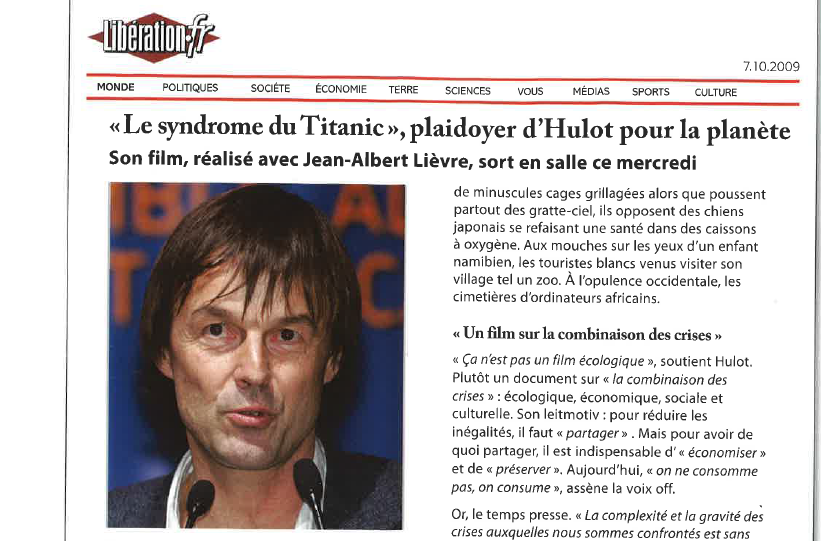 Libération.fr
7.10.2009
MONDE POLITIQUES SOCIÉTE ÉCONOMIE TERRE SCIENCES VOUS MÉDIAS SPORTS CULTURE
« Le syndrome du Titanic », plaidoyer d’Hulot pour la planète
Son film, réalisé avec Jean-Albert Lièvre, sort en salle ce mercredi
de minuscules cages grillagées alors que poussent
partout des gratte-ciel, ils opposent des chiens
japonais se refaisant une santé dans des caissons
à oxygène. Aux mouches sur les yeux d’un enfant
namibien, les touristes blancs venus visiter son
village tel un zoo. À l’opulence occidentale, les
cimetières d’ordinateurs africains.
« Un film sur la combinaison des crises »
« Ça n’est pas un film écologique », soutient Hulot.
Plutôt un document sur « la combinaison des
crises » : écologique, économique, sociale et
culturelle. Son leitmotiv : pour réduire les
inégalités, il faut « partager » . Mais pour avoir de
quoi partager, il est indispensable d’ « économiser »
et de « préserver ». Aujourd’hui, « on ne consomme
pas, on consume », assène la voix off.
Or, le temps presse. « La complexité et la gravité des
crises auxquelles nous sommes confrontés est sans